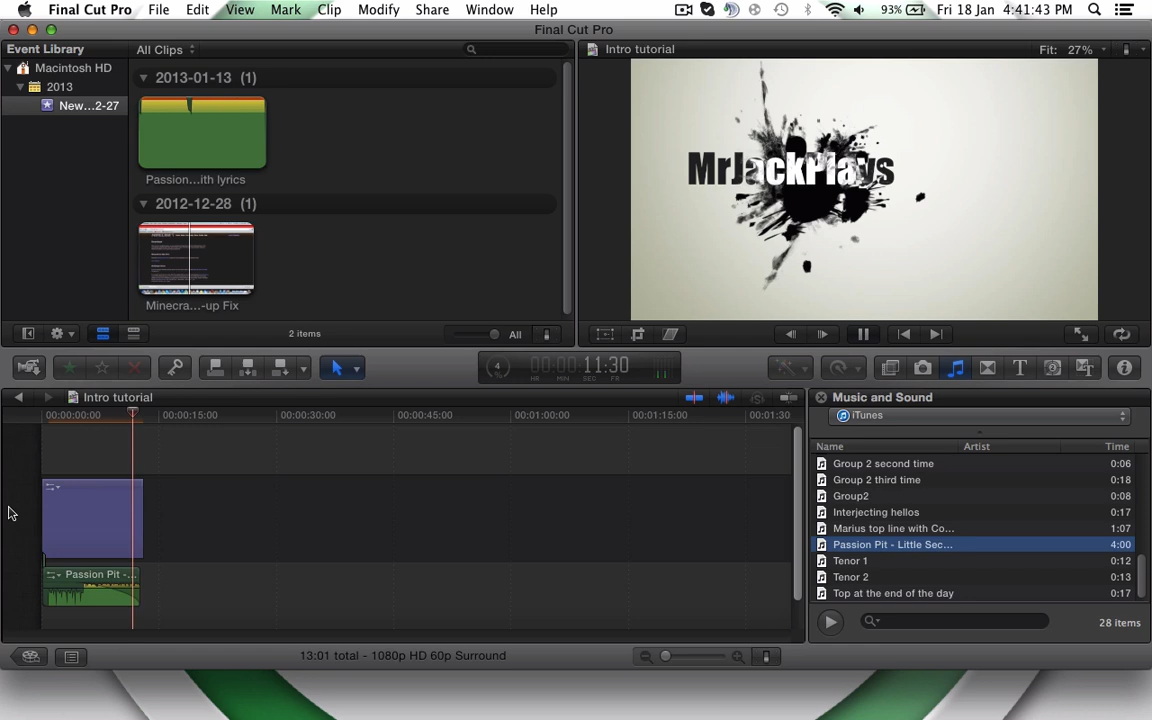 Final Cut Pro File Edit View Mark Clip Modify Share Window Help 93% Fri 18 Jan 4:41:43 PM
Final Cut Pro
Event Library
All Clips
Intro tutorial
Fit: 27%
Macintosh HD
2013
New...2-27
2013-01-13 (1)
Passion...ith lyrics
2012-12-28 (1)
Minecra...-up Fix
MrJackPlays
2 items
All
4
00:00:11:30
HR MIN SEC FR
Intro tutorial
00:00:00:00 00:00:15:00 00:00:30:00 00:00:45:00 00:01:00:00 00:01:15:00 00:01:30
Passion Pit -...
13:01 total - 1080p HD 60p Surround
Music and Sound
iTunes
Name Artist Time
Group 2 second time 0:06
Group 2 third time 0:18
Group2 0:08
Interjecting hellos 0:17
Marius top line with Co... 1:07
Passion Pit - Little Sec... 4:00
Tenor 1 0:12
Tenor 2 0:13
Top at the end of the day 0:17
28 items